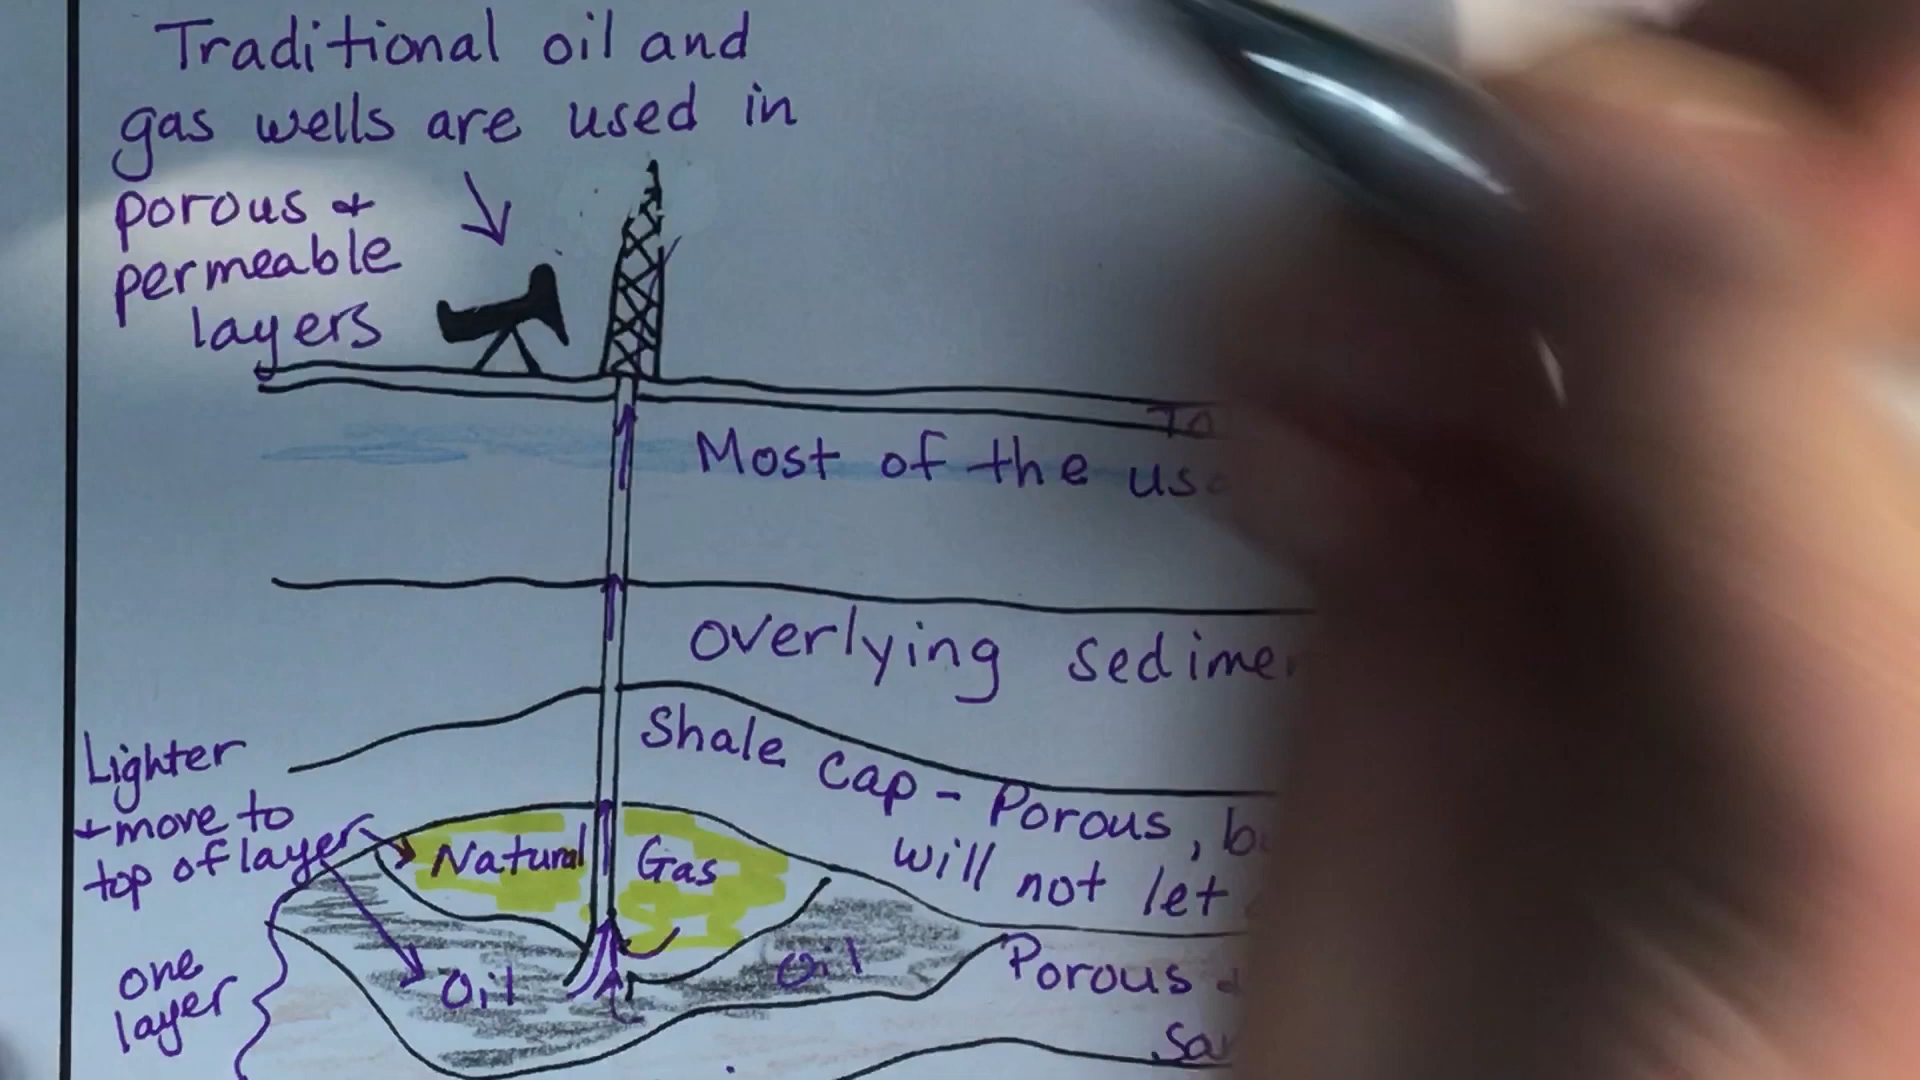 Traditional oil and
gas wells are used in
porous +
permeable
layers
Most of the
Overlying
Shale cap - Porous,
will not let
Lighter
+ move to
top of layer
Natural Gas
Oil
Oil
one
layer
Porous